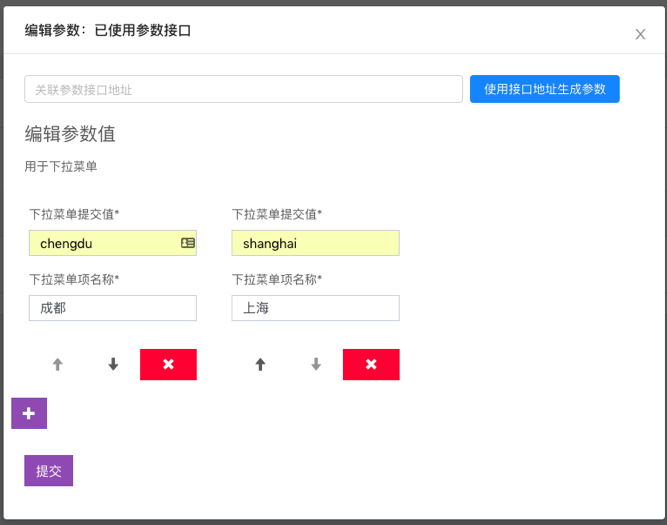 编辑参数：已使用参数接口
关联参数接口地址 使用接口地址生成参数
编辑参数值
用于下拉菜单
下拉菜单提交值* 下拉菜单提交值*
chengdu shanghai
下拉菜单项名称* 下拉菜单项名称*
成都 上海
提交